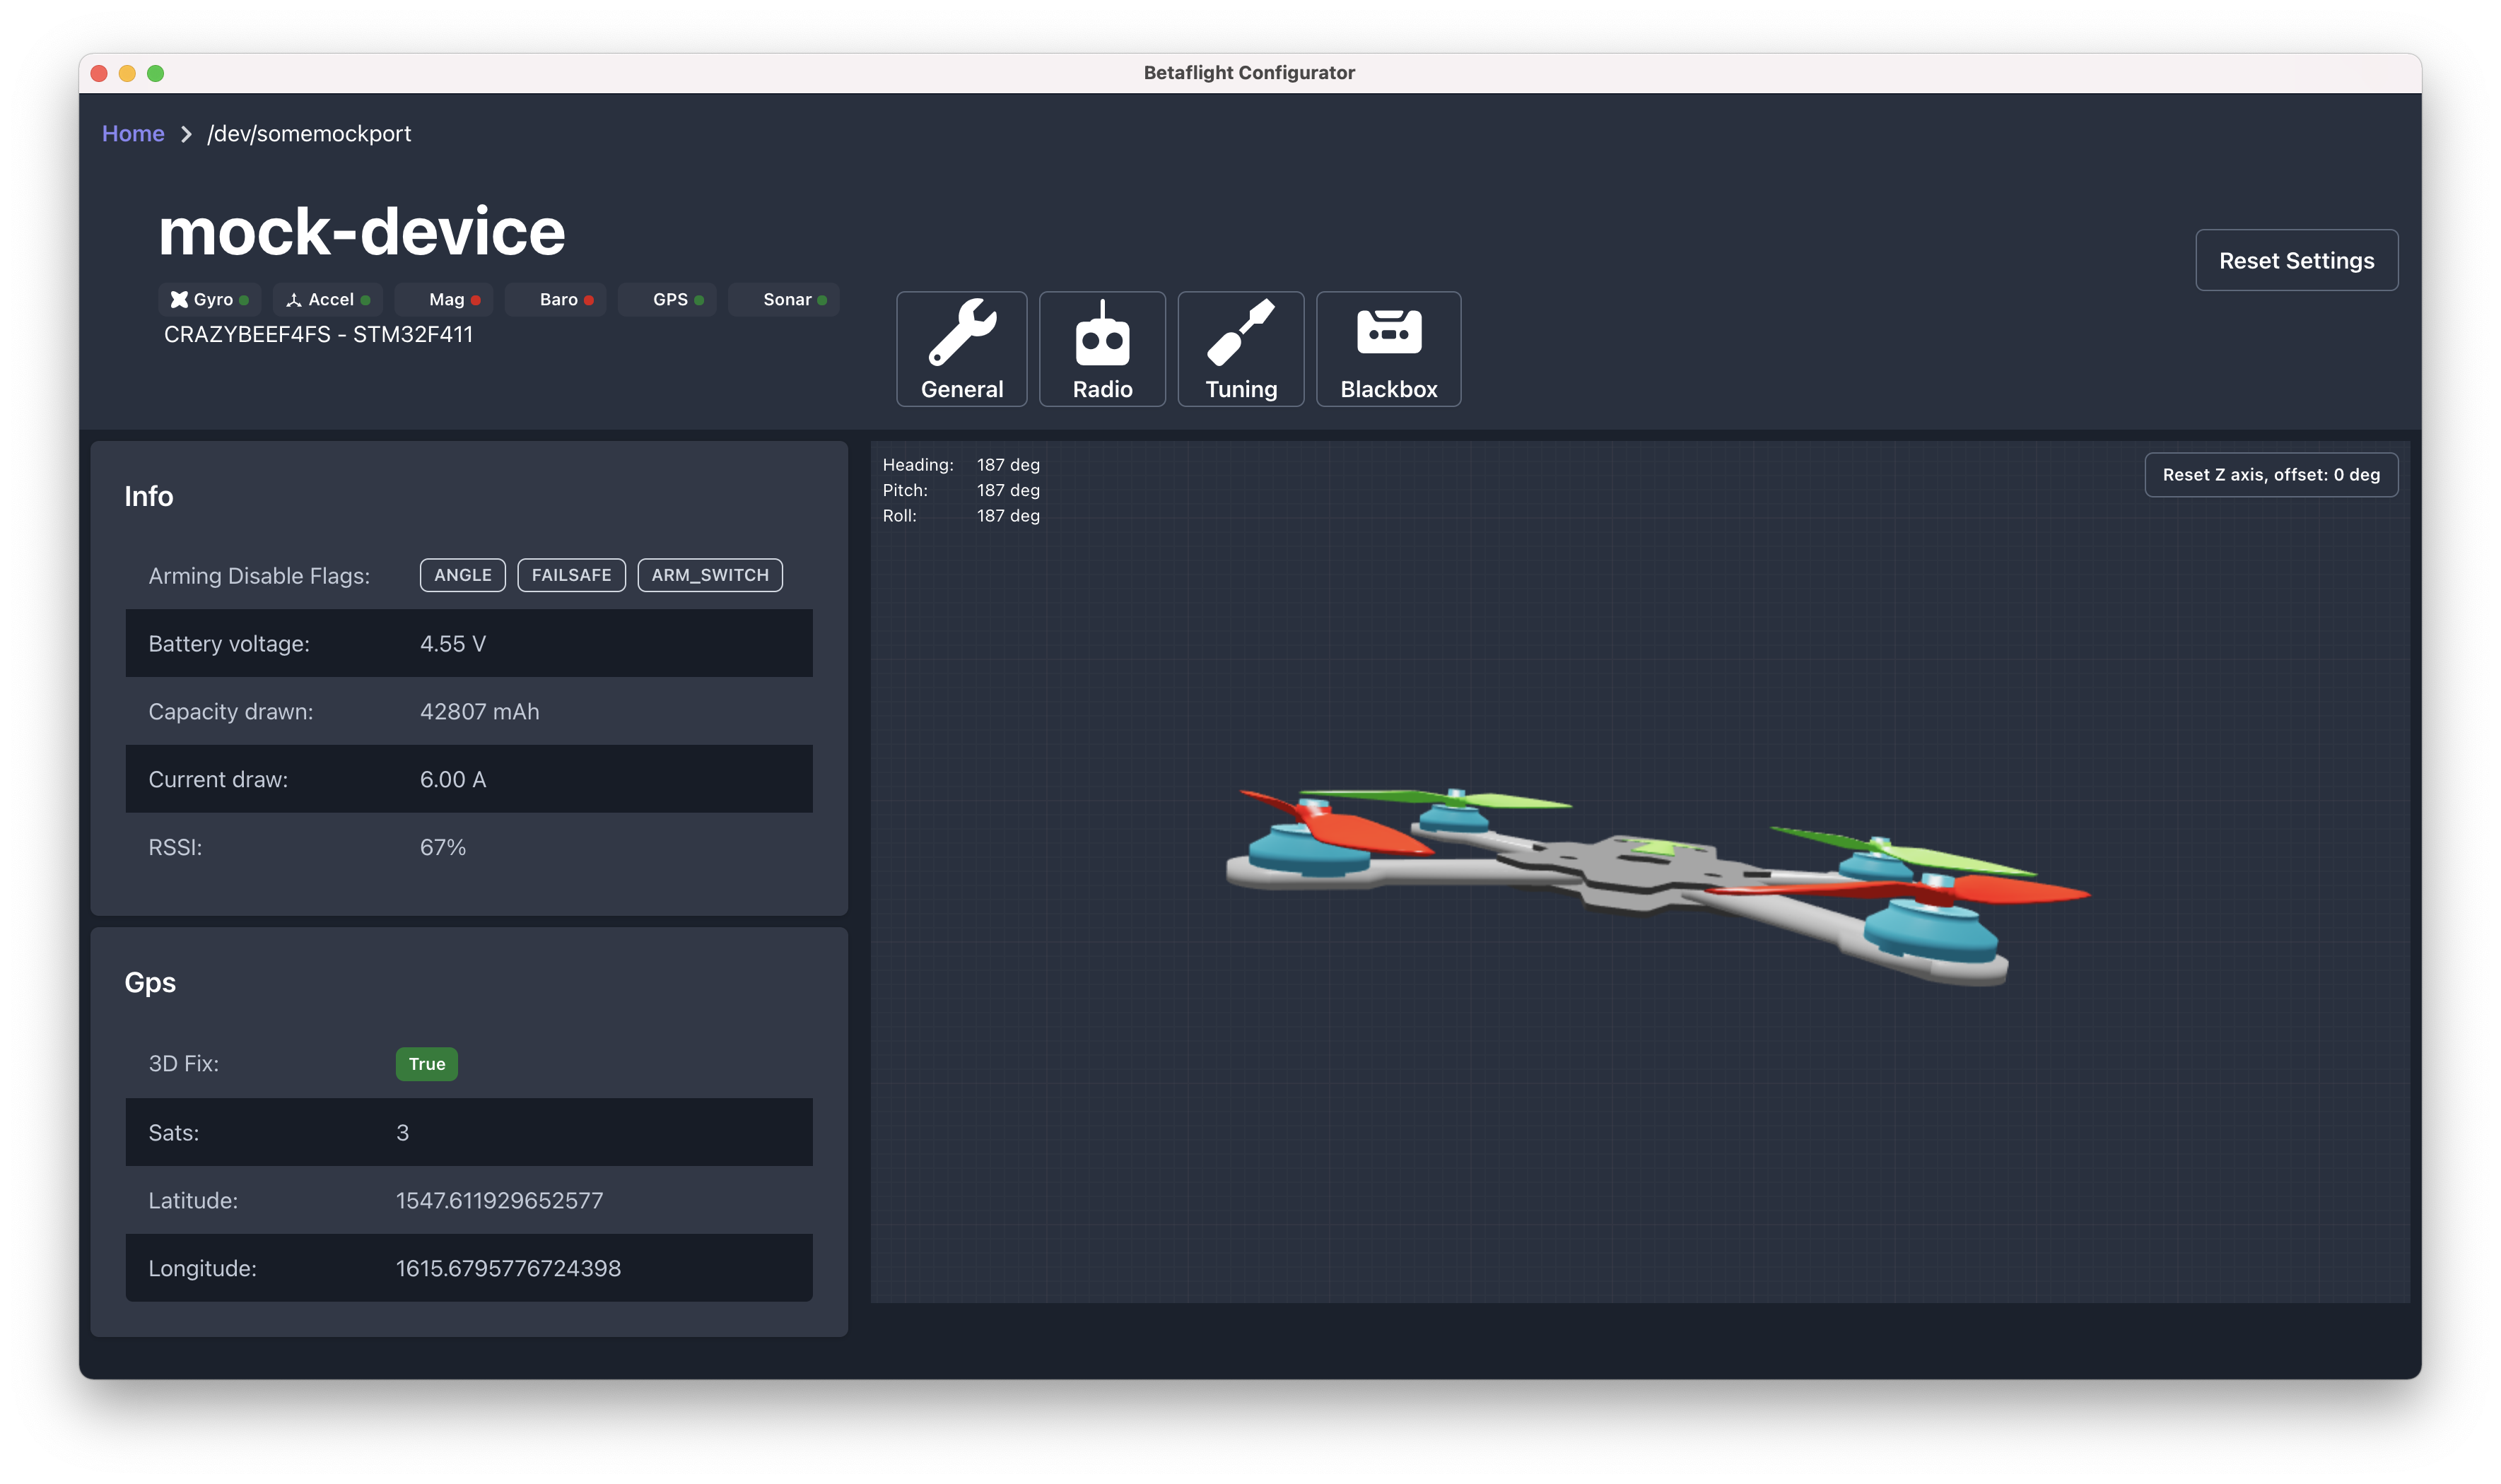 Betaflight Configurator
Home > /dev/somemockport
mock-device
Reset Settings
Gyro Accel Mag Baro GPS Sonar
CRAZYBEEF4FS - STM32F411
General Radio Tuning Blackbox
Info
Arming Disable Flags: ANGLE FAILSAFE ARM_SWITCH
Battery voltage: 4.55 V
Capacity drawn: 42807 mAh
Current draw: 6.00 A
RSSI: 67%
Gps
3D Fix: True
Sats: 3
Latitude: 1547.611929652577
Longitude: 1615.6795776724398
Heading: 187 deg
Pitch: 187 deg
Roll: 187 deg
Reset Z axis, offset: 0 deg